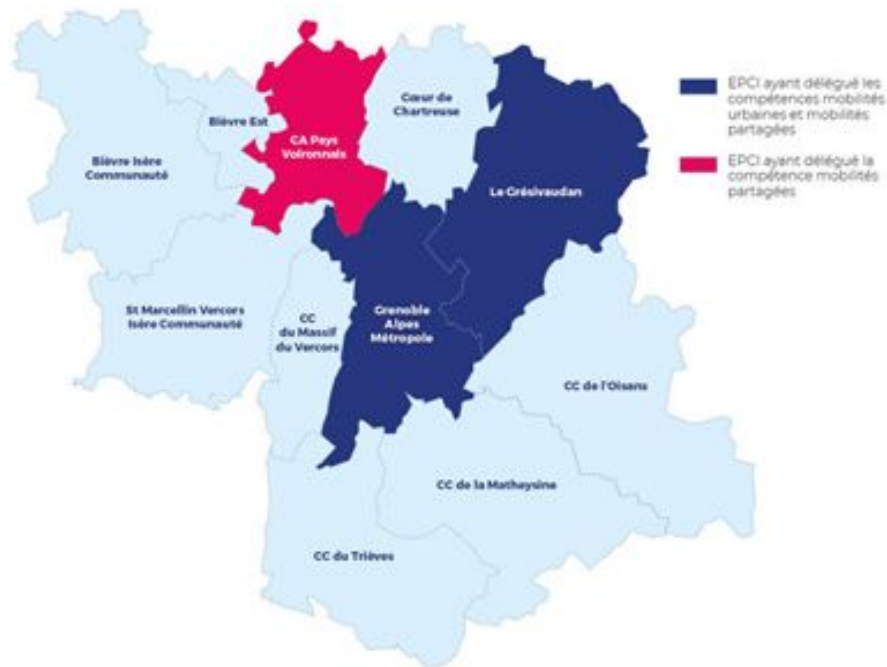 EPCI ayant délégué les
compétences mobilités
urbaines et mobilités
partagées
EPCI ayant délégué la
compétence mobilités
partagées
Cœur de
Chartreuse
Bièvre Est
CA Pays
Voironnais
Bièvre Isère
Communauté
Le Grésivaudan
St Marcellin Vercors
Isère Communauté
CC
du Massif
du Vercors
Grenoble
Alpes
Métropole
CC de l'Oisans
CC de la Matheysine
CC du Trièves